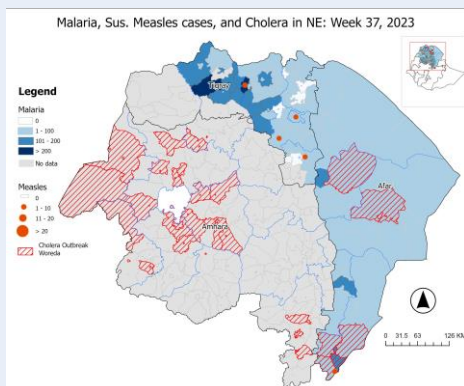 Malaria, Sus. Measles cases, and Cholera in NE: Week 37, 2023
Legend
Malaria
0
1 - 100
101 - 200
> 200
No data
Measles
0
1 - 10
11 - 20
> 20
Cholera Outbreak
Woreda
Tigray
Afar
Amhara
0 31.5 63 126 KM